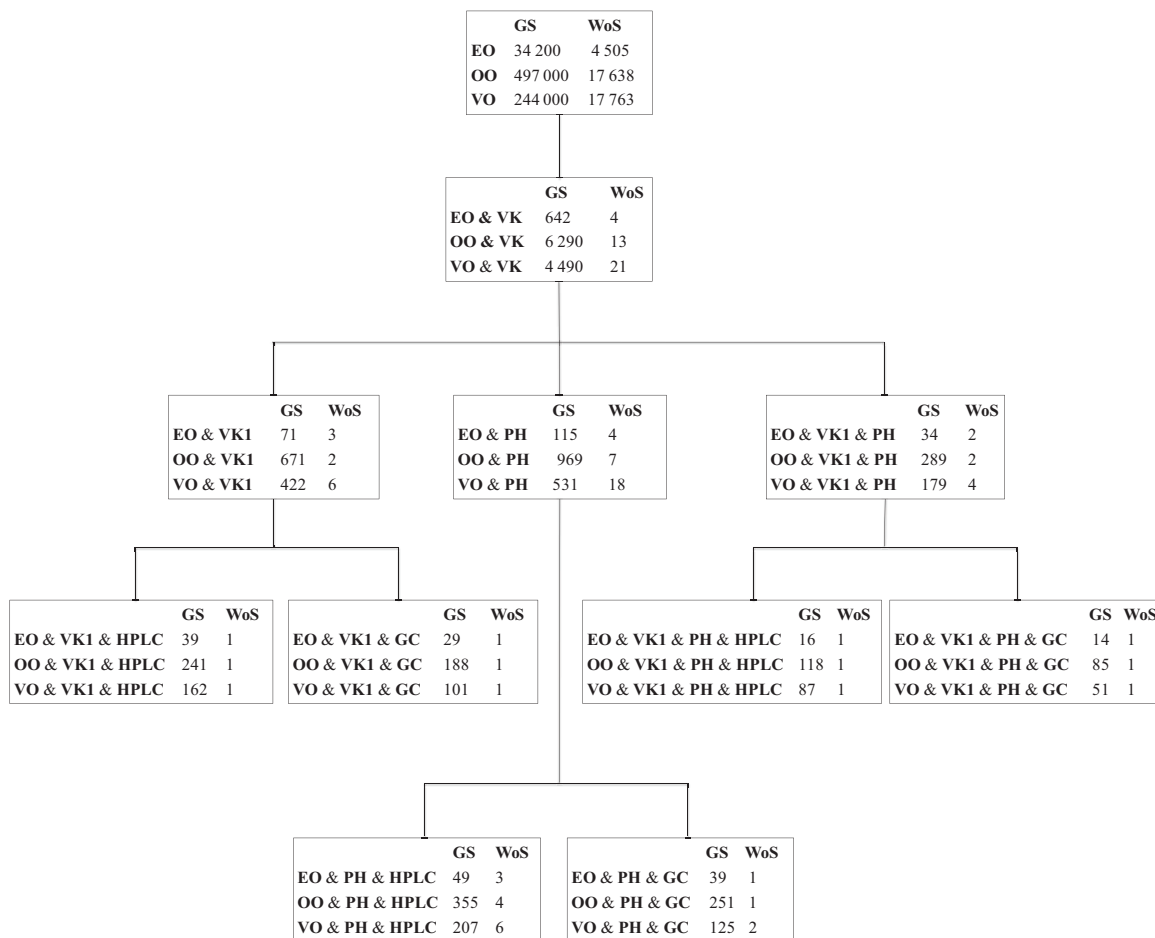 GS WoS
EO 34 200 4 505
OO 497 000 17 638
VO 244 000 17 763
GS WoS
EO & VK 642 4
OO & VK 6 290 13
VO & VK 4 490 21
GS WoS
EO & VK1 71 3
OO & VK1 671 2
VO & VK1 422 6
GS WoS
EO & PH 115 4
OO & PH 969 7
VO & PH 531 18
GS WoS
EO & VK1 & PH 34 2
OO & VK1 & PH 289 2
VO & VK1 & PH 179 4
GS WoS
EO & VK1 & HPLC 39 1
OO & VK1 & HPLC 241 1
VO & VK1 & HPLC 162 1
GS WoS
EO & VK1 & GC 29 1
OO & VK1 & GC 188 1
VO & VK1 & GC 101 1
GS WoS
EO & VK1 & PH & HPLC 16 1
OO & VK1 & PH & HPLC 118 1
VO & VK1 & PH & HPLC 87 1
GS WoS
EO & VK1 & PH & GC 14 1
OO & VK1 & PH & GC 85 1
VO & VK1 & PH & GC 51 1
GS WoS
EO & PH & HPLC 49 3
OO & PH & HPLC 355 4
VO & PH & HPLC 207 6
GS WoS
EO & PH & GC 39 1
OO & PH & GC 251 1
VO & PH & GC 125 2